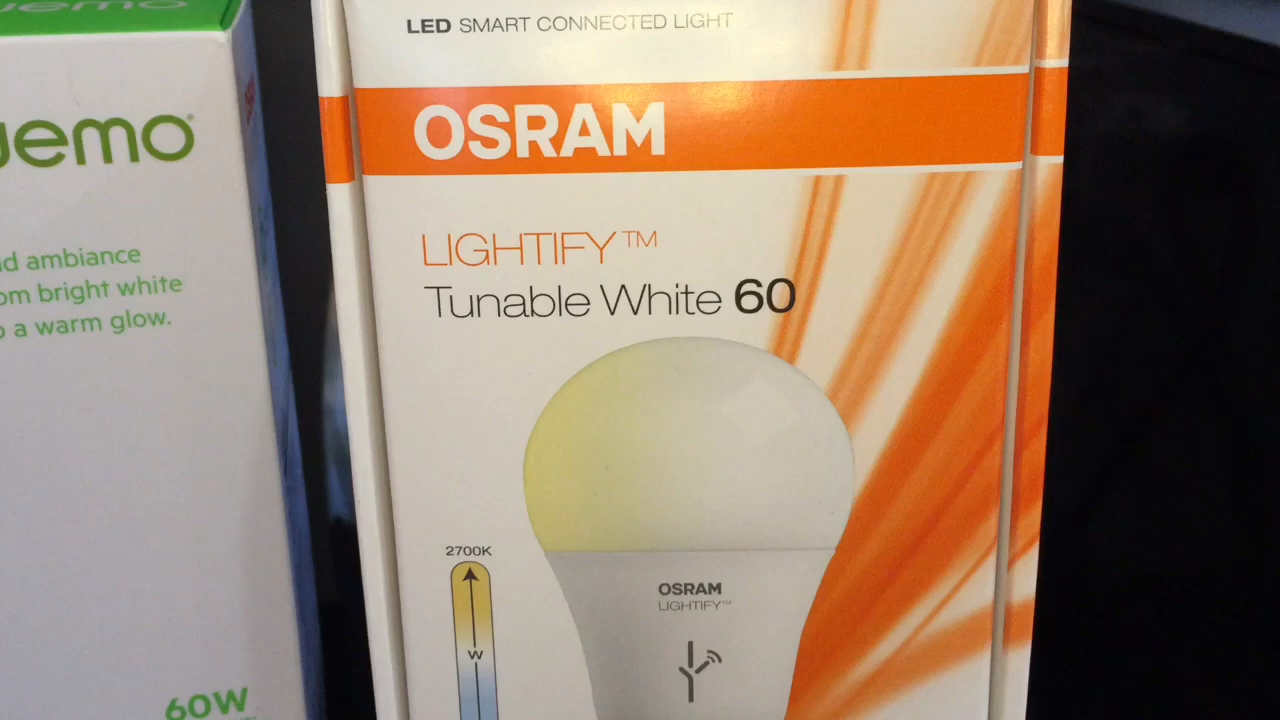 emo
ambiance
bright white
a warm glow.
60W
LED SMART CONNECTED LIGHT
OSRAM
LIGHTIFY™
Tunable White 60
2700K
W
OSRAM
LIGHTIFY™